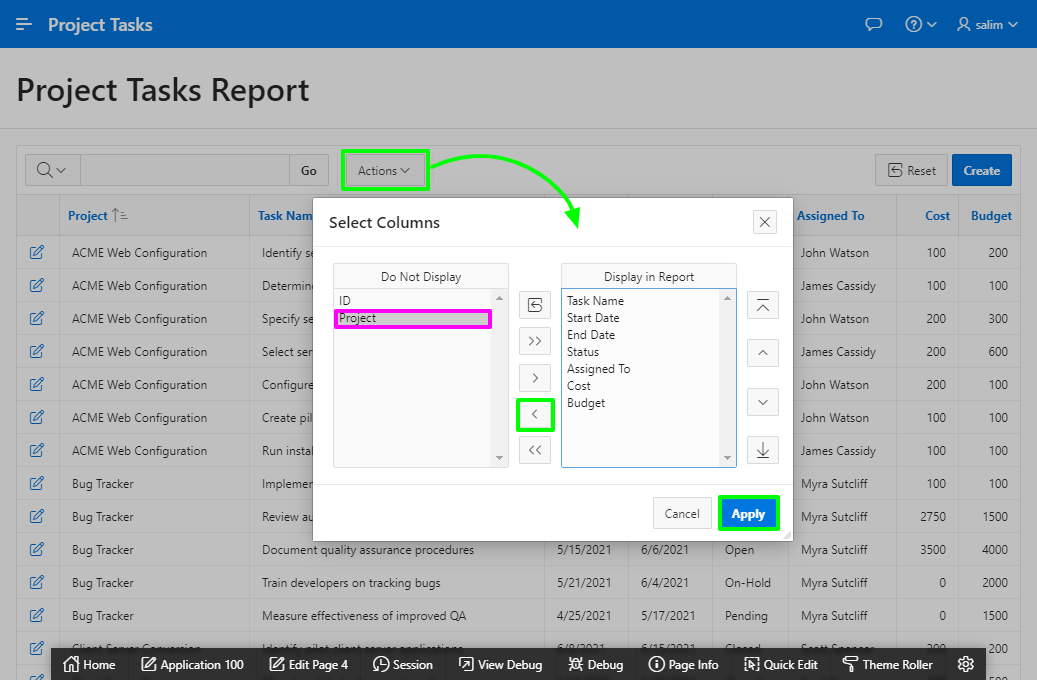 Project Tasks
salim
Project Tasks Report
Go
Actions
Reset
Create
Project
Task Nam
Assigned To
Cost
Budget
Select Columns
Do Not Display
ID
Project
Display in Report
Task Name
Start Date
End Date
Status
Assigned To
Cost
Budget
Cancel
Apply
ACME Web Configuration Identify se John Watson 100 200
ACME Web Configuration Determin James Cassidy 100 100
ACME Web Configuration Specify se John Watson 200 300
ACME Web Configuration Select ser James Cassidy 200 600
ACME Web Configuration Configure John Watson 200 100
ACME Web Configuration Create pil John Watson 100 100
ACME Web Configuration Run instal James Cassidy 100 100
Bug Tracker Implemen Myra Sutcliff 100 100
Bug Tracker Review au Myra Sutcliff 2750 1500
Bug Tracker Document quality assurance procedures 5/15/2021 6/6/2021 Open Myra Sutcliff 3500 4000
Bug Tracker Train developers on tracking bugs 5/21/2021 6/4/2021 On-Hold Myra Sutcliff 0 2000
Bug Tracker Measure effectiveness of improved QA 4/25/2021 5/17/2021 Pending Myra Sutcliff 0 1500
Home Application 100 Edit Page 4 Session View Debug Debug Page Info Quick Edit Theme Roller